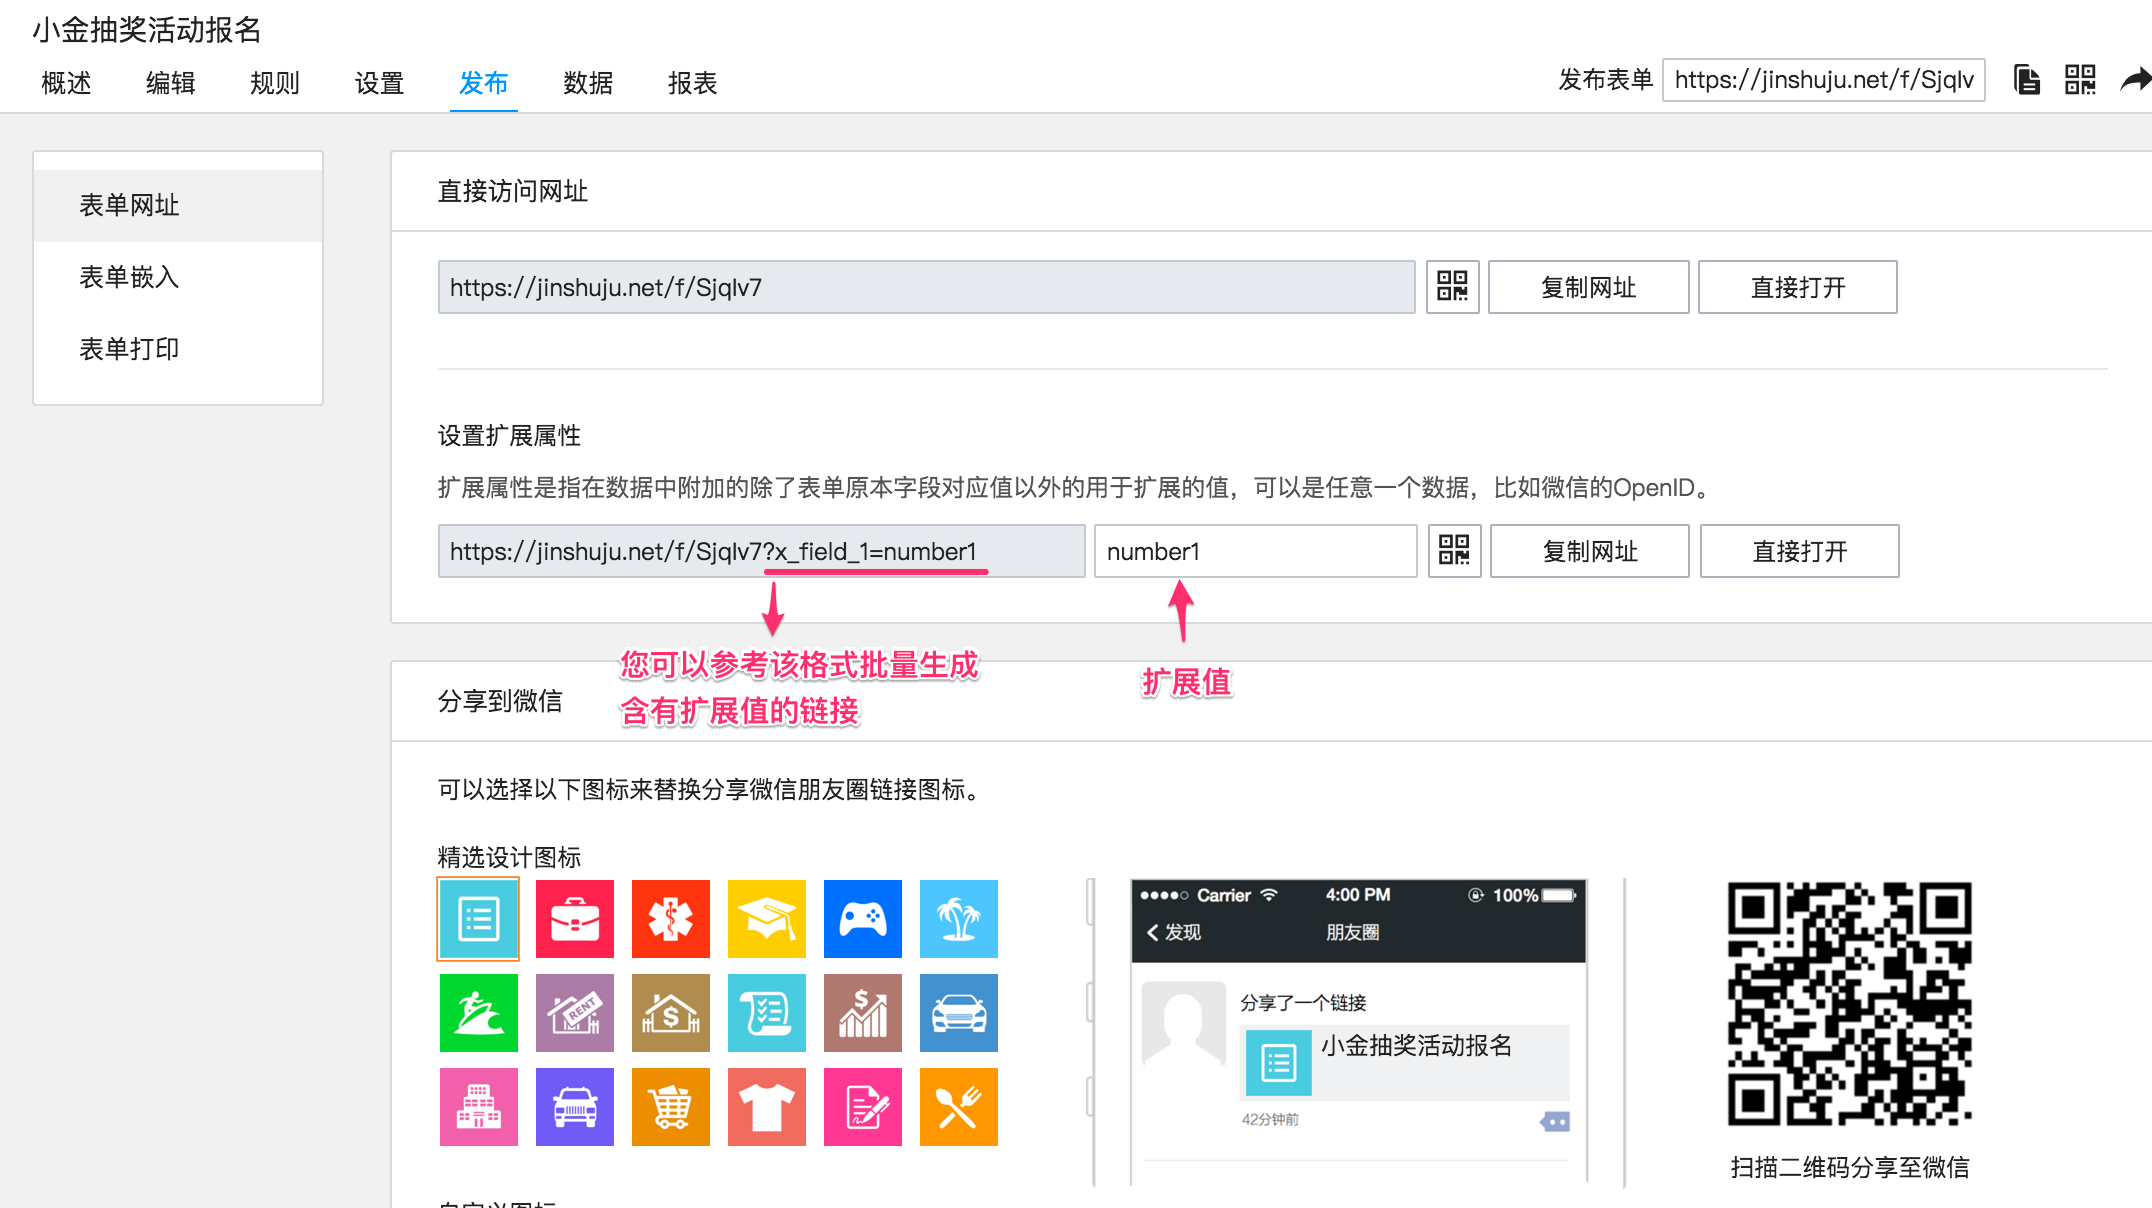 小金抽奖活动报名
概述 编辑 规则 设置 发布 数据 报表
发布表单 https://jinshuju.net/f/Sjqlv
表单网址
表单嵌入
表单打印
直接访问网址
https://jinshuju.net/f/Sjqlv7 复制网址 直接打开
设置扩展属性
扩展属性是指在数据中附加的除了表单原本字段对应值以外的用于扩展的值，可以是任意一个数据，比如微信的OpenID。
https://jinshuju.net/f/Sjqlv7?x_field_1=number1 number1 复制网址 直接打开
您可以参考该格式批量生成
含有扩展值的链接
扩展值
分享到微信
可以选择以下图标来替换分享微信朋友圈链接图标。
精选设计图标
RENT
Carrier 4:00 PM 100%
发现 朋友圈
分享了一个链接
小金抽奖活动报名
42分钟前
扫描二维码分享至微信
自定义图标